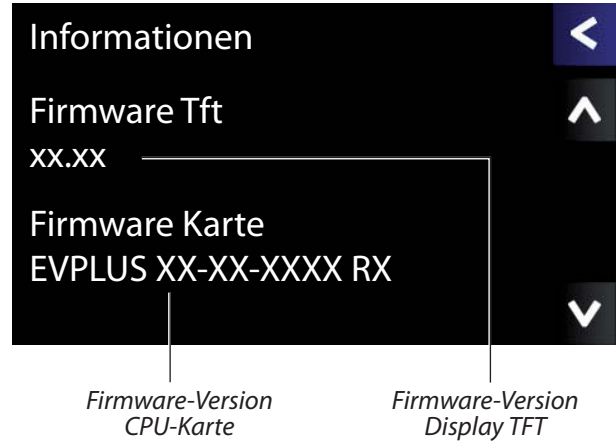 Informationen
Firmware Tft
xx.xx
Firmware Karte
EVPLUS XX-XX-XXXX RX
Firmware-Version
CPU-Karte
Firmware-Version
Display TFT